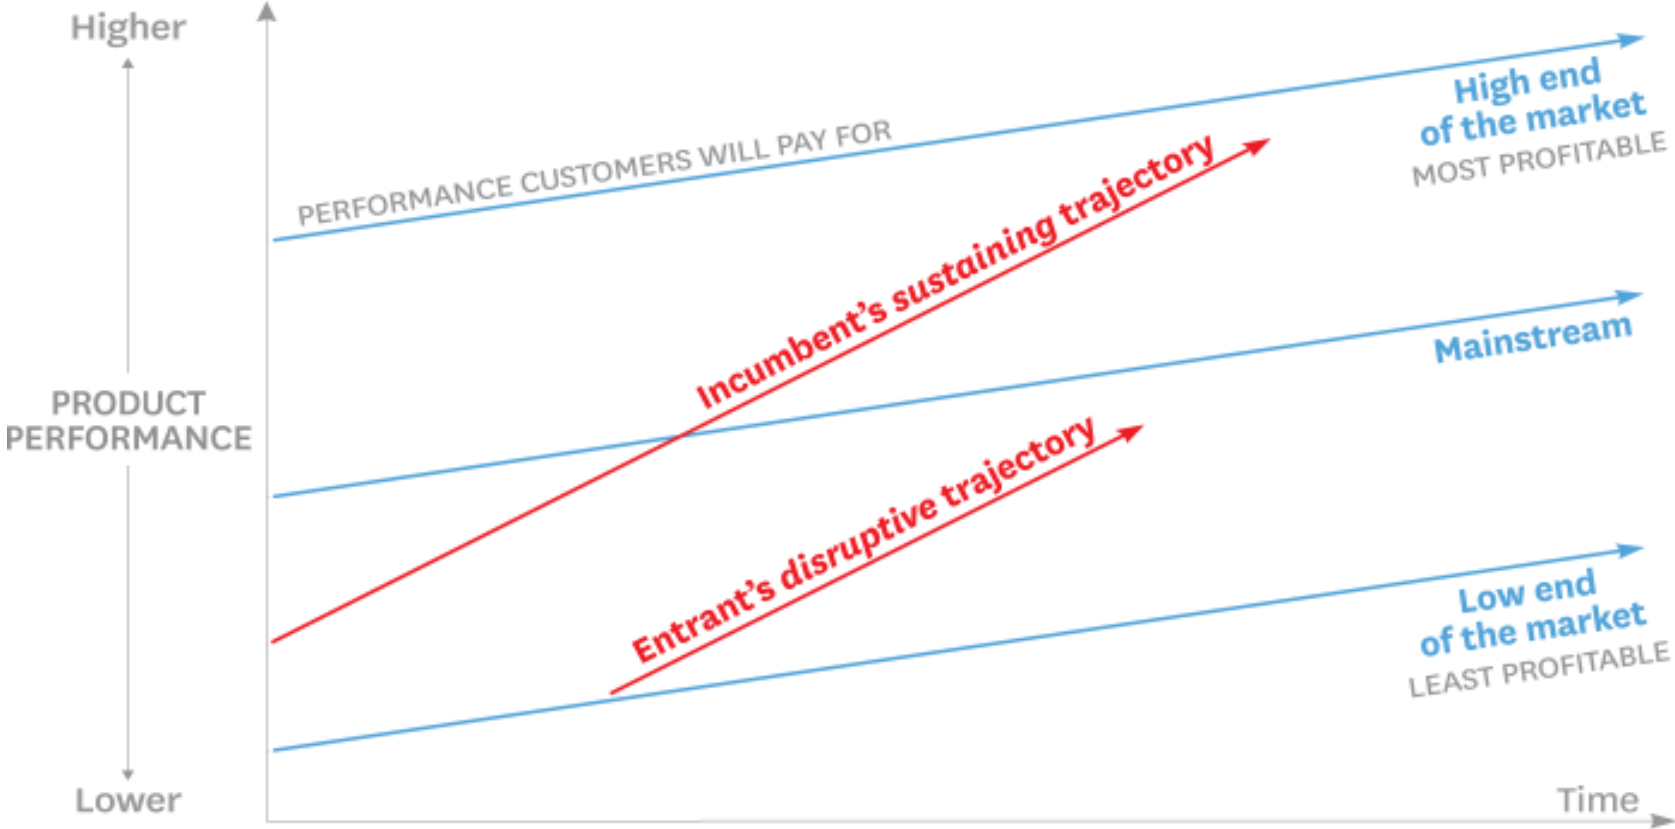 Higher
PERFORMANCE CUSTOMERS WILL PAY FOR
High end
of the market
MOST PROFITABLE
Incumbent’s sustaining trajectory
Mainstream
PRODUCT
PERFORMANCE
Entrant’s disruptive trajectory
Low end
of the market
LEAST PROFITABLE
Lower
Time